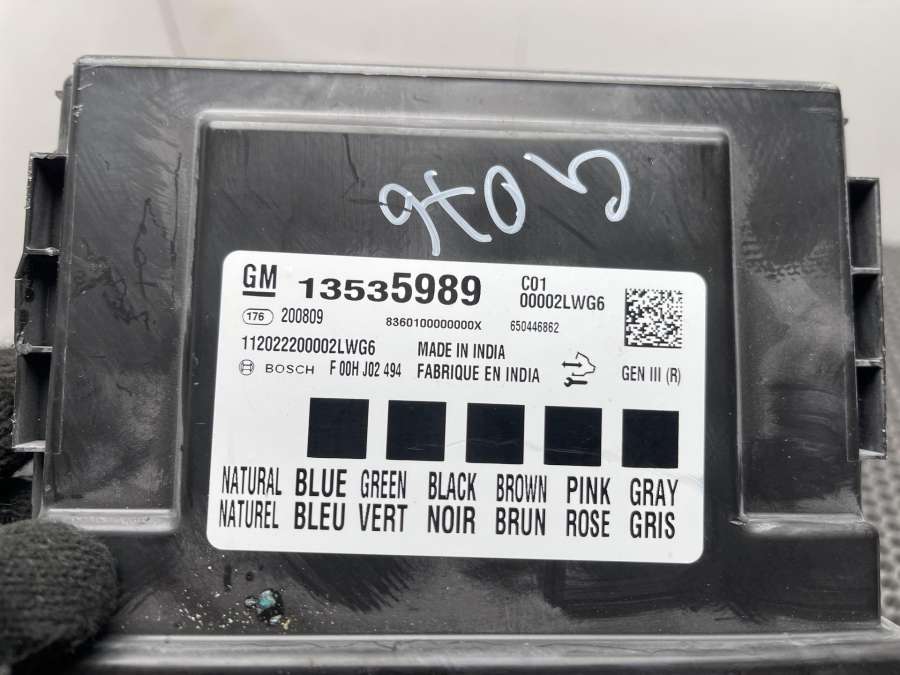 GM 13535989 C01
00002LWG6
176 200809 8360100000000X 650446862
112022200002LWG6 MADE IN INDIA
BOSCH F 00H J02 494 FABRIQUE EN INDIA GEN III (R)
NATURAL BLUE GREEN BLACK BROWN PINK GRAY
NATUREL BLEU VERT NOIR BRUN ROSE GRIS